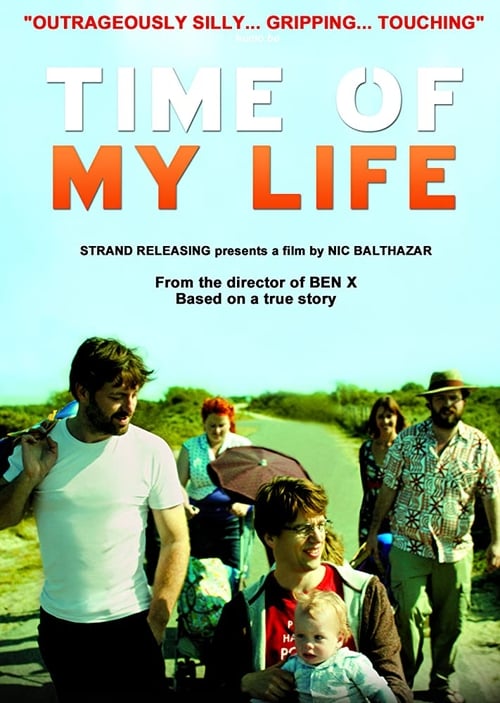 "OUTRAGEOUSLY SILLY... GRIPPING... TOUCHING"
TIME OF
MY LIFE
STRAND RELEASING presents a film by NIC BALTHAZAR
From the director of BEN X
Based on a true story